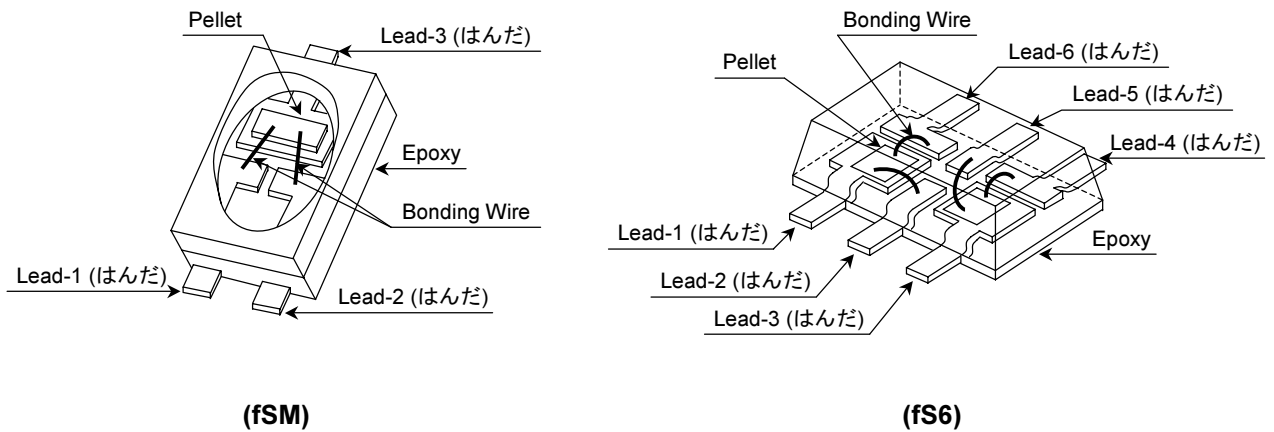 Pellet
Lead-3 (はんだ)
Epoxy
Bonding Wire
Lead-1 (はんだ)
Lead-2 (はんだ)
(fSM)
Bonding Wire
Pellet
Lead-6 (はんだ)
Lead-5 (はんだ)
Lead-4 (はんだ)
Lead-1 (はんだ)
Epoxy
Lead-2 (はんだ)
Lead-3 (はんだ)
(fS6)